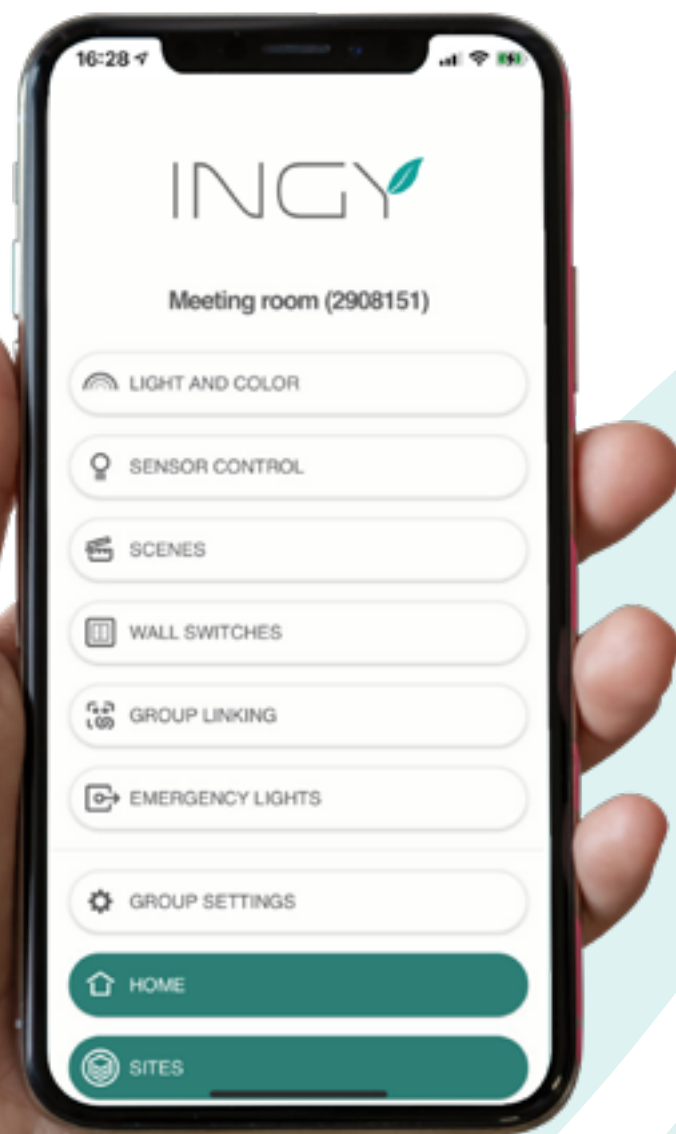 16:28
INGY
Meeting room (2908151)
LIGHT AND COLOR
SENSOR CONTROL
SCENES
WALL SWITCHES
GROUP LINKING
EMERGENCY LIGHTS
GROUP SETTINGS
HOME
SITES